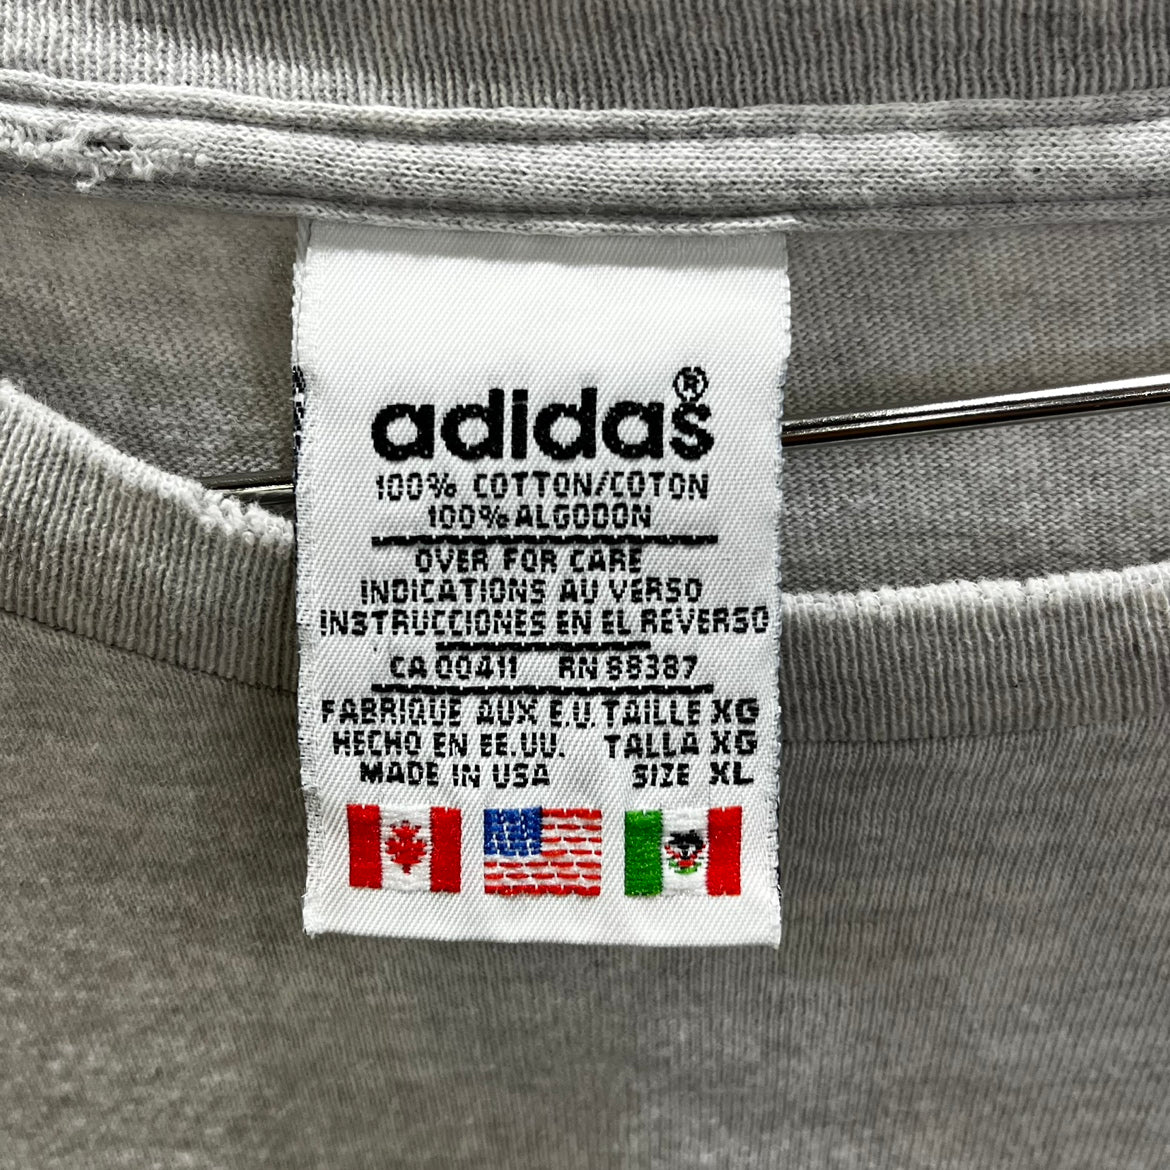 adidas®
100% COTTON/COTON
100% ALGODON
OVER FOR CARE
INDICATIONS AU VERSO
INSTRUCCIONES EN EL REVERSO
CA 00411 RN 88387
FABRIQUE AUX E.U. TAILLE XG
HECHO EN EE.UU. TALLA XG
MADE IN USA SIZE XL